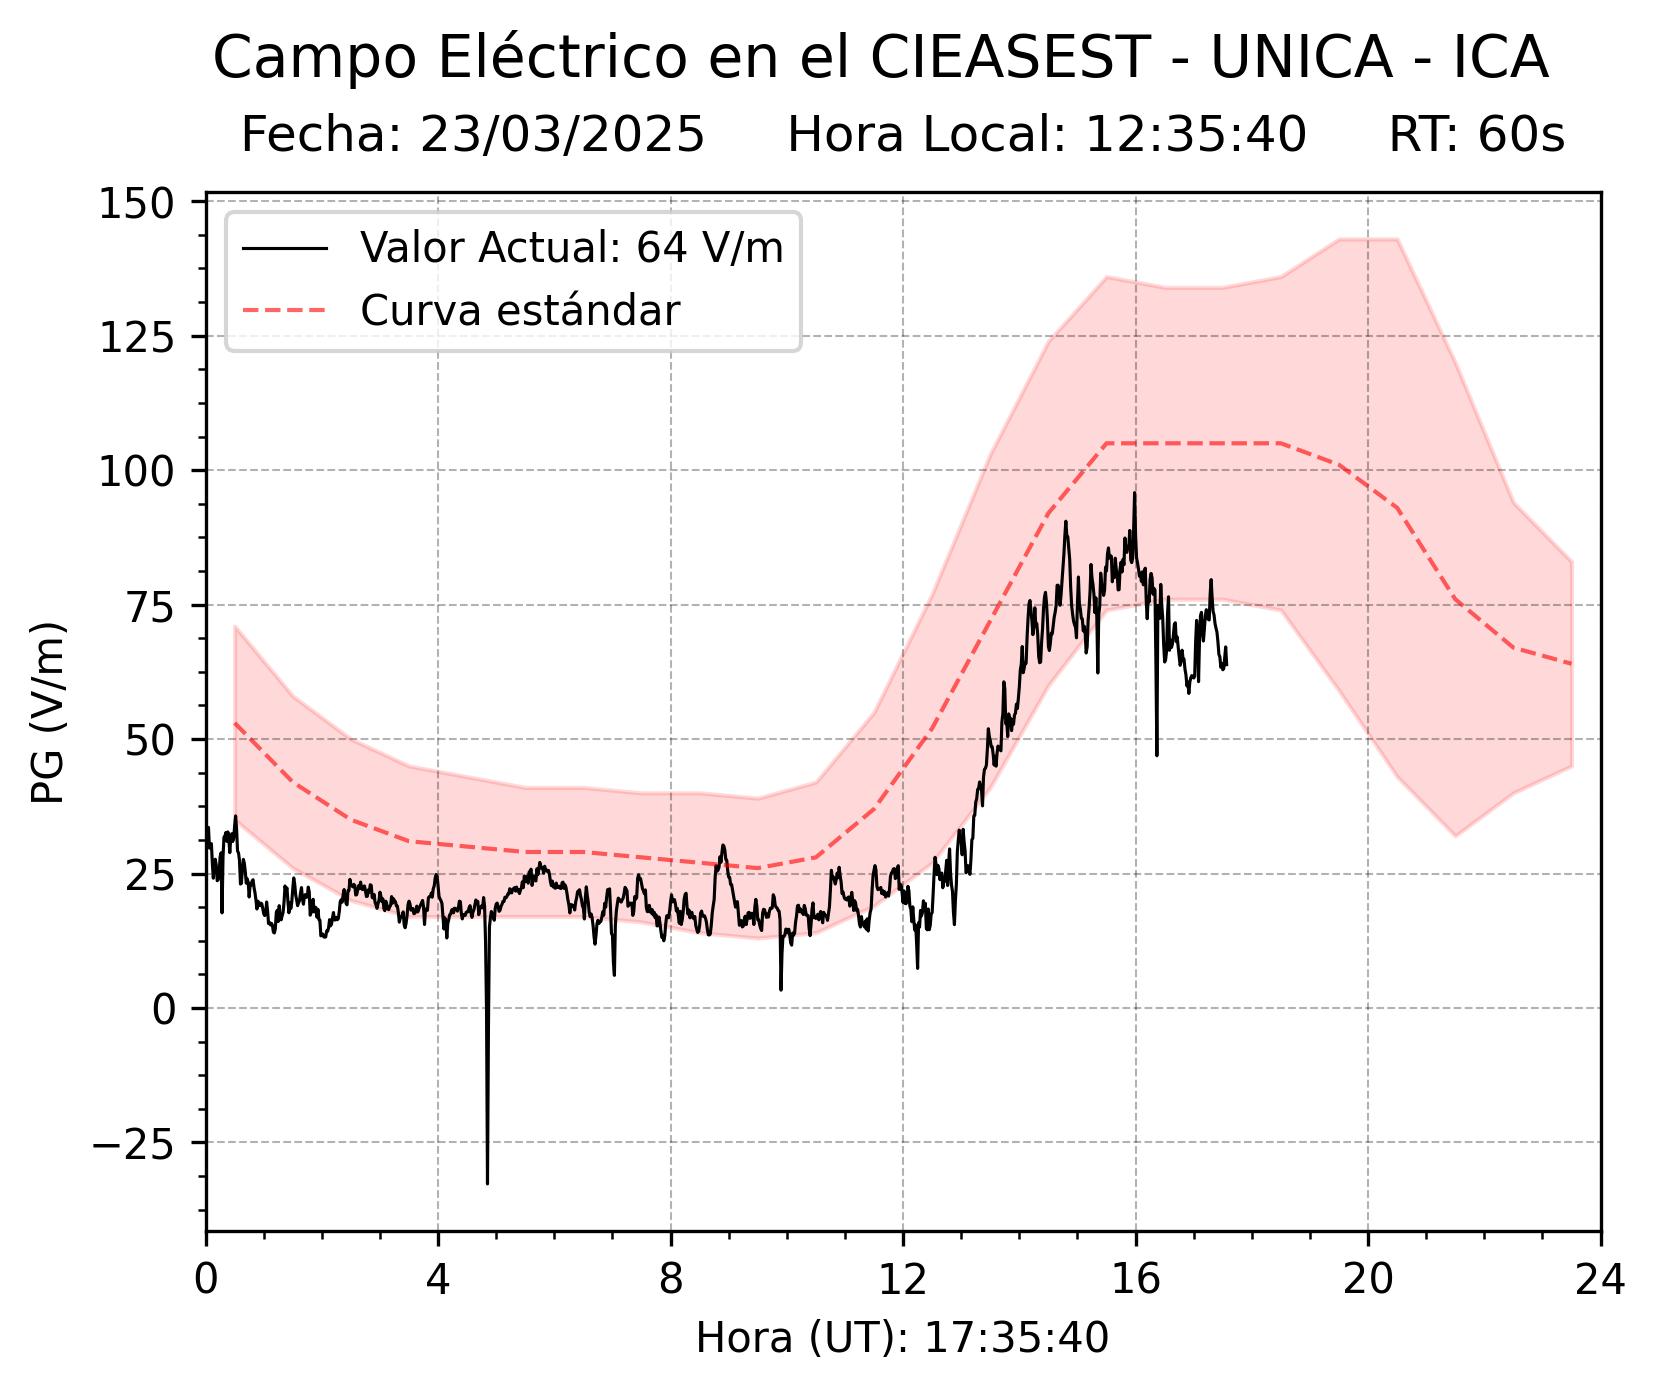 Campo Eléctrico en el CIEASEST - UNICA - ICA
Fecha: 23/03/2025 Hora Local: 12:35:40 RT: 60s
Valor Actual: 64 V/m
Curva estándar
150
125
100
75
50
25
0
−25
PG (V/m)
0 4 8 12 16 20 24
Hora (UT): 17:35:40